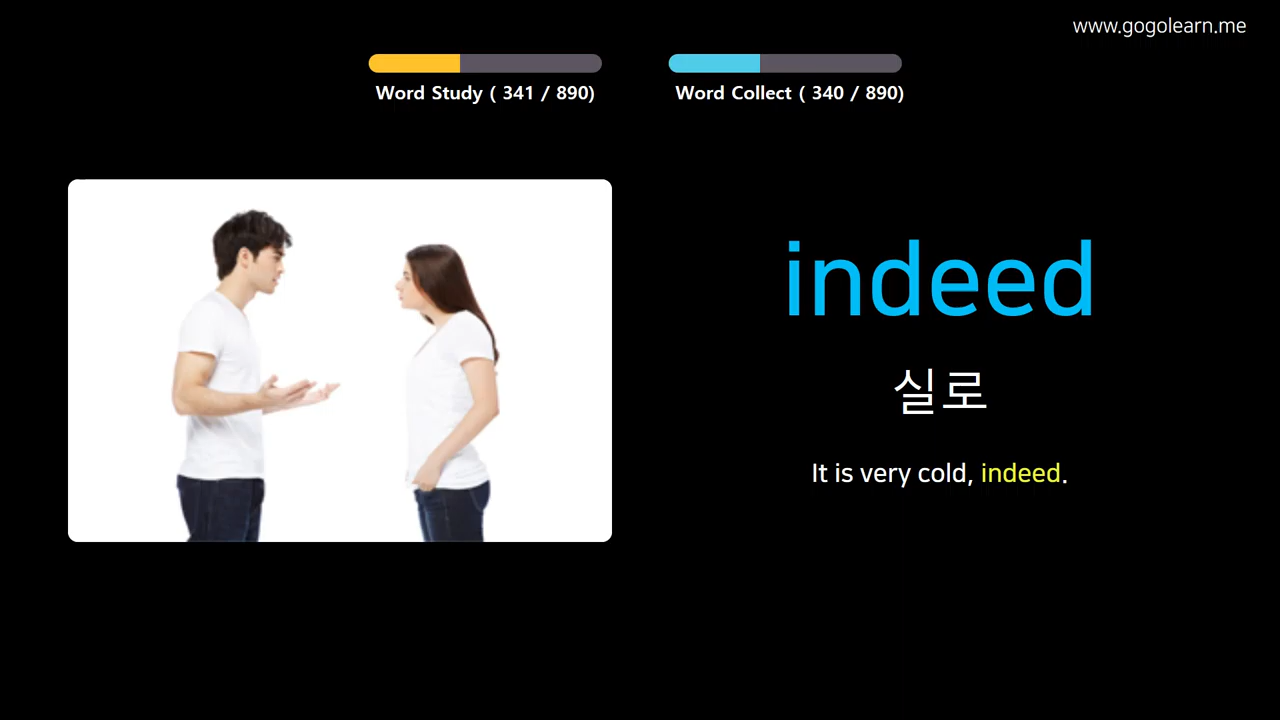 www.gogolearn.me
Word Study ( 341 / 890)
Word Collect ( 340 / 890)
indeed
실로
It is very cold, indeed.